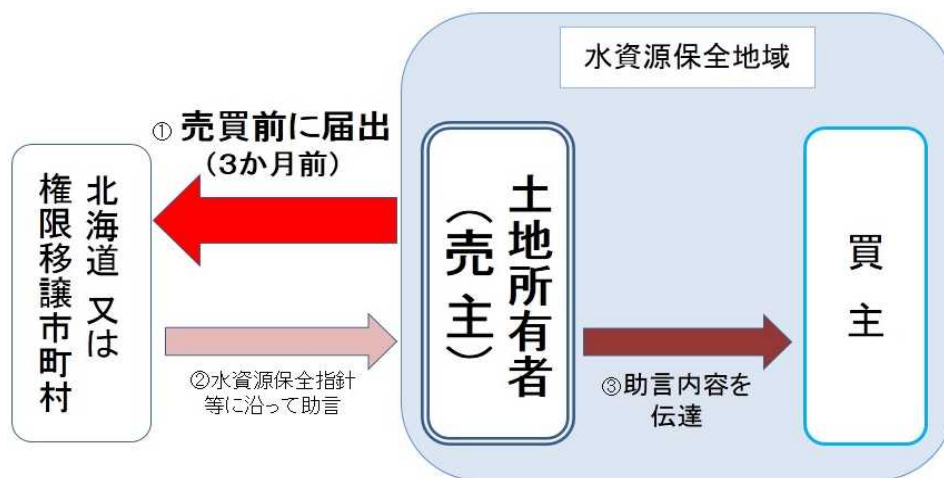 水資源保全地域
① 売買前に届出
（3か月前）
北海道 又は
権限移譲市町村
土地所有者
（売 主）
買 主
②水資源保全指針
等に沿って助言
③助言内容を
伝達